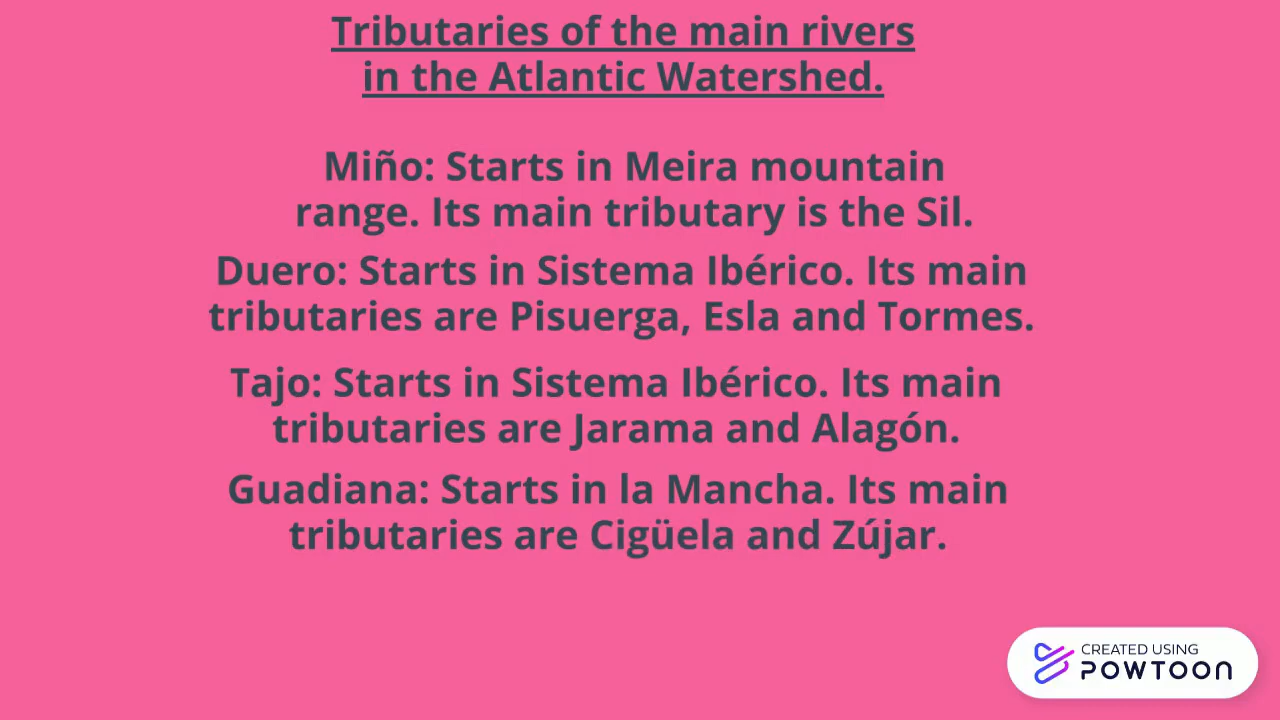 Tributaries of the main rivers
in the Atlantic Watershed.
Miño: Starts in Meira mountain
range. Its main tributary is the Sil.
Duero: Starts in Sistema Ibérico. Its main
tributaries are Pisuerga, Esla and Tormes.
Tajo: Starts in Sistema Ibérico. Its main
tributaries are Jarama and Alagón.
Guadiana: Starts in la Mancha. Its main
tributaries are Cigüela and Zújar.
CREATED USING
POWTOON